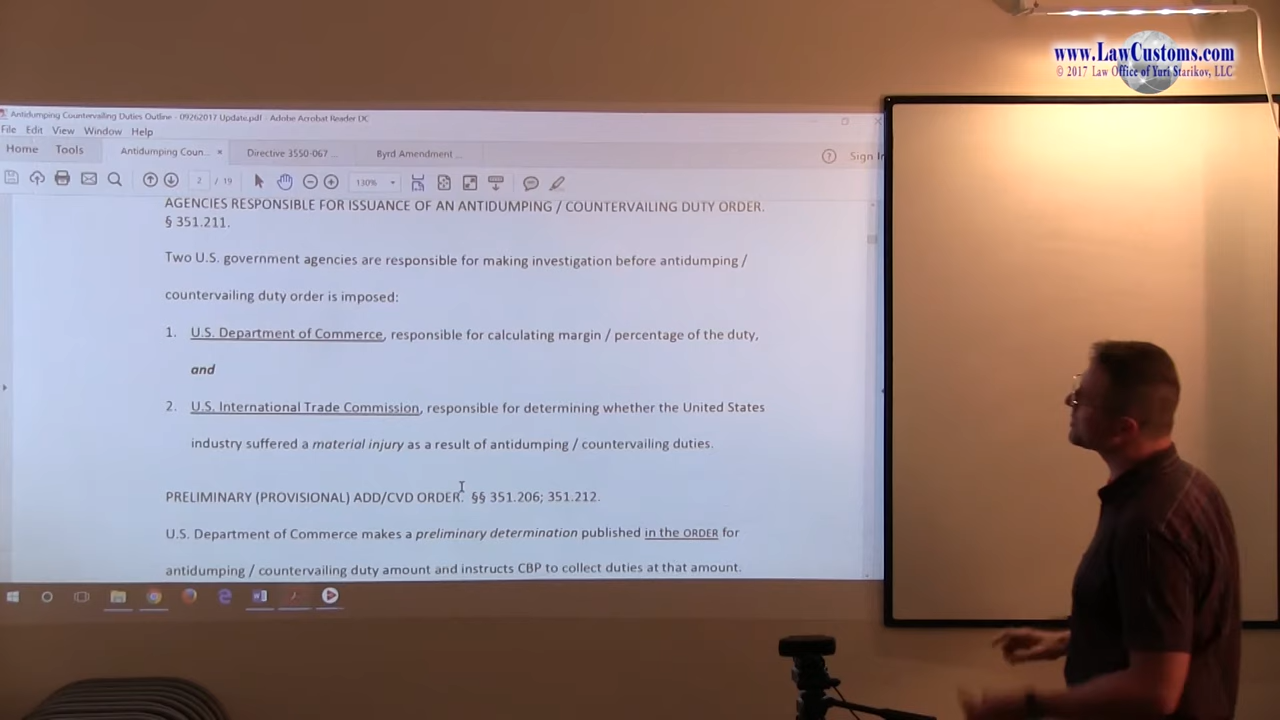 www.LawCustoms.com
© 2017 Law Office of Yuri Starikov, LLC
Antidumping Countervailing Duties Outline - 09262017 Update.pdf - Adobe Acrobat Reader DC
File Edit View Window Help
Home Tools Antidumping Coun... × Directive 3550-067 ... Byrd Amendment ... Sign In
2 / 19 130%
AGENCIES RESPONSIBLE FOR ISSUANCE OF AN ANTIDUMPING / COUNTERVAILING DUTY ORDER.
§ 351.211.
Two U.S. government agencies are responsible for making investigation before antidumping /
countervailing duty order is imposed:
1. U.S. Department of Commerce, responsible for calculating margin / percentage of the duty,
and
2. U.S. International Trade Commission, responsible for determining whether the United States
industry suffered a material injury as a result of antidumping / countervailing duties.
PRELIMINARY (PROVISIONAL) ADD/CVD ORDER. §§ 351.206; 351.212.
U.S. Department of Commerce makes a preliminary determination published in the ORDER for
antidumping / countervailing duty amount and instructs CBP to collect duties at that amount.